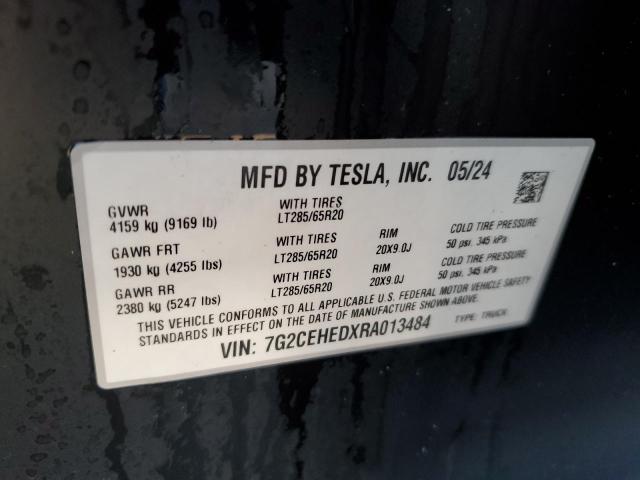 MFD BY TESLA, INC. 05/24
GVWR WITH TIRES
4159 kg (9169 lb) LT285/65R20
GAWR FRT WITH TIRES RIM COLD TIRE PRESSURE
1930 kg (4255 lbs) LT285/65R20 20X9.0J 50 psi. 345 kPa
GAWR RR WITH TIRES RIM COLD TIRE PRESSURE
2380 kg (5247 lbs) LT285/65R20 20X9.0J 50 psi. 345 kPa
THIS VEHICLE CONFORMS TO ALL APPLICABLE U.S. FEDERAL MOTOR VEHICLE SAFETY
STANDARDS IN EFFECT ON THE DATE OF MANUFACTURE SHOWN ABOVE.
VIN: 7G2CEHEDXRA013484 TYPE: TRUCK